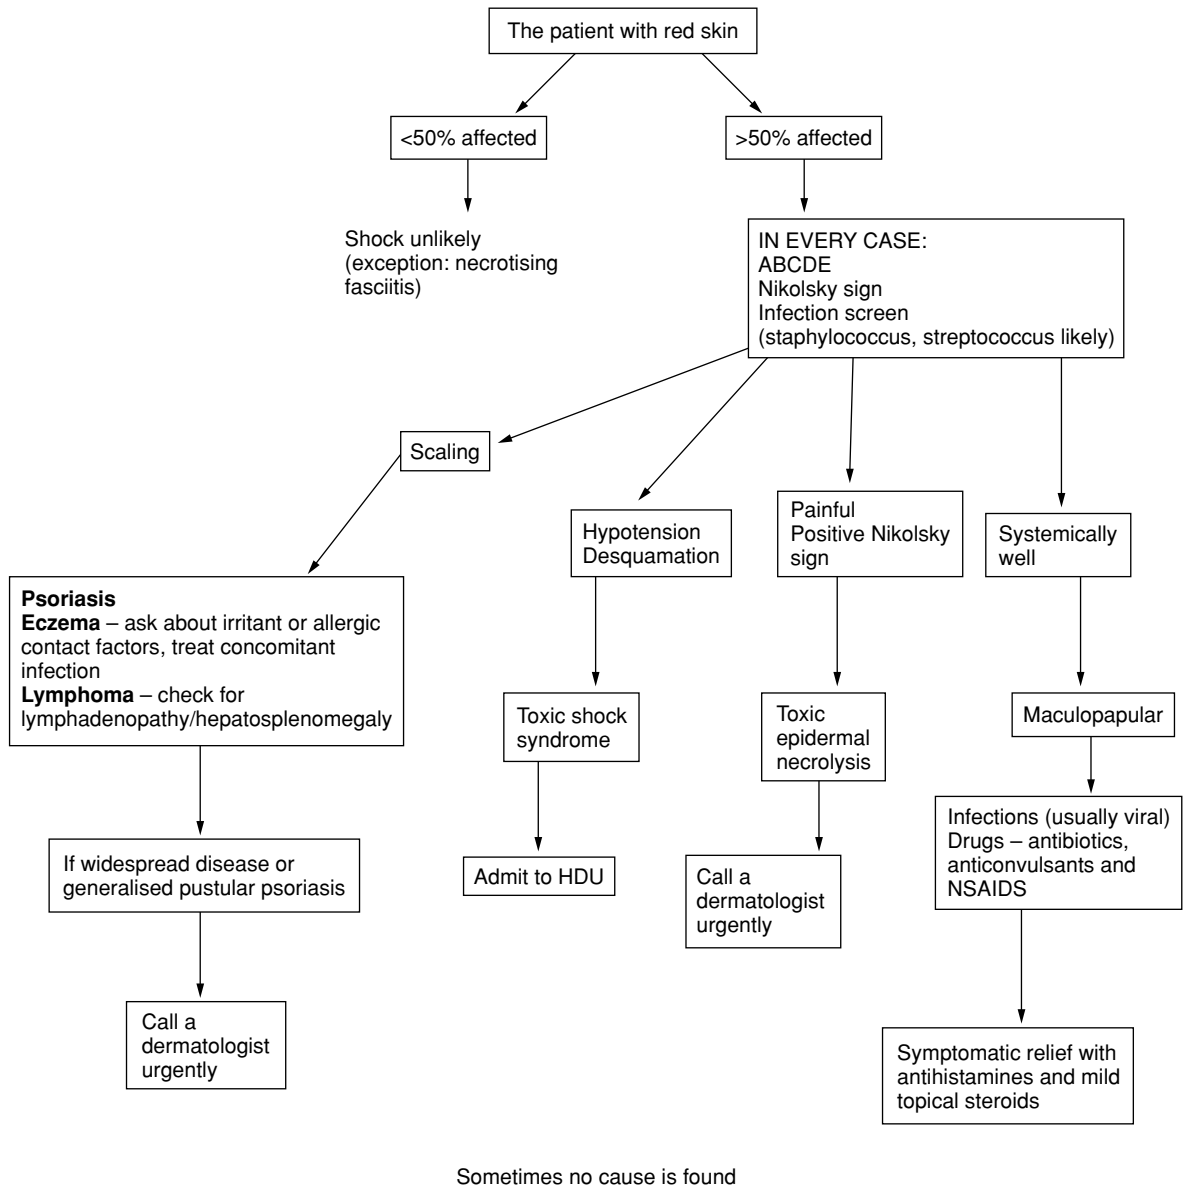 The patient with red skin
<50% affected
>50% affected
Shock unlikely
(exception: necrotising
fasciitis)
IN EVERY CASE:
ABCDE
Nikolsky sign
Infection screen
(staphylococcus, streptococcus likely)
Scaling
Hypotension
Desquamation
Painful
Positive Nikolsky
sign
Systemically
well
Psoriasis
Eczema – ask about irritant or allergic
contact factors, treat concomitant
infection
Lymphoma – check for
lymphadenopathy/hepatosplenomegaly
Toxic shock
syndrome
Toxic
epidermal
necrolysis
Maculopapular
If widespread disease or
generalised pustular psoriasis
Admit to HDU
Call a
dermatologist
urgently
Infections (usually viral)
Drugs – antibiotics,
anticonvulsants and
NSAIDS
Call a
dermatologist
urgently
Symptomatic relief with
antihistamines and mild
topical steroids
Sometimes no cause is found